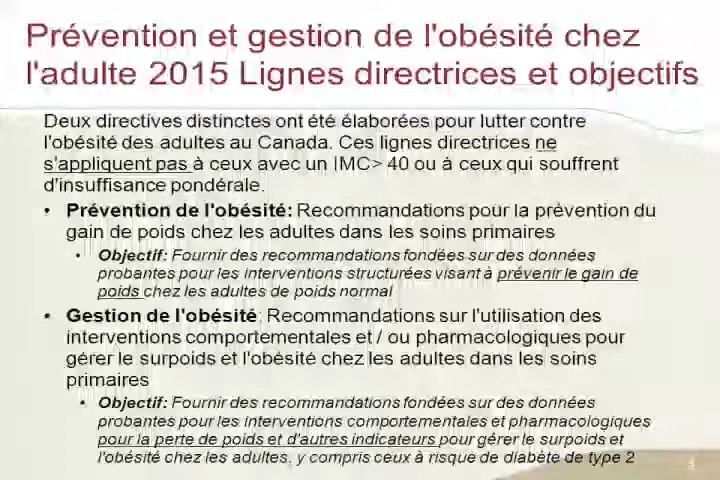 Prévention et gestion de l'obésité chez
l'adulte 2015 Lignes directrices et objectifs
Deux directives distinctes ont été élaborées pour lutter contre
l'obésité des adultes au Canada. Ces lignes directrices ne
s'appliquent pas à ceux avec un IMC> 40 ou à ceux qui souffrent
d'insuffisance pondérale.
• Prévention de l'obésité: Recommandations pour la prévention du
gain de poids chez les adultes dans les soins primaires
• Objectif: Fournir des recommandations fondées sur des données
probantes pour les interventions structurées visant à prévenir le gain de
poids chez les adultes de poids normal
• Gestion de l'obésité: Recommandations sur l'utilisation des
interventions comportementales et / ou pharmacologiques pour
gérer le surpoids et l'obésité chez les adultes dans les soins
primaires
• Objectif: Fournir des recommandations fondées sur des données
probantes pour les interventions comportementales et pharmacologiques
pour la perte de poids et d'autres indicateurs pour gérer le surpoids et
l'obésité chez les adultes, y compris ceux à risque de diabète de type 2